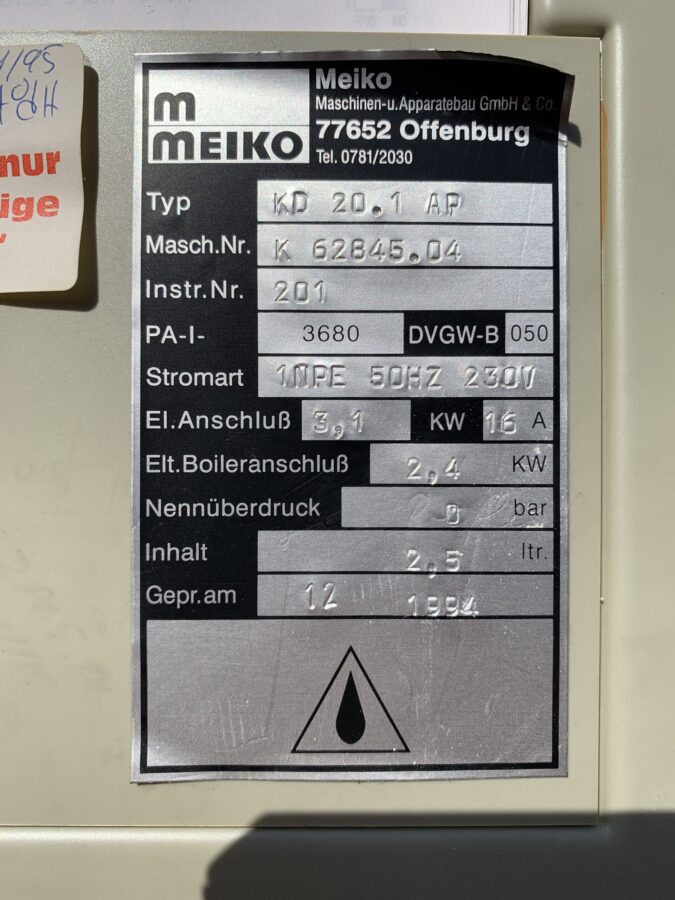 1/95
nur
ige
m
MEIKO
Meiko
Maschinen-u.Apparatebau GmbH & Co.
77652 Offenburg
Tel. 0781/2030
Typ KD 20.1 AP
Masch.Nr. K 62845.04
Instr.Nr. 201
PA-I- 3680 DVGW-B 050
Stromart 1NPE 50HZ 230V
El.Anschluß 3,1 KW 16 A
Elt.Boileranschluß 2,4 KW
Nennüberdruck 0 bar
Inhalt 2,5 ltr.
Gepr.am 12 1994